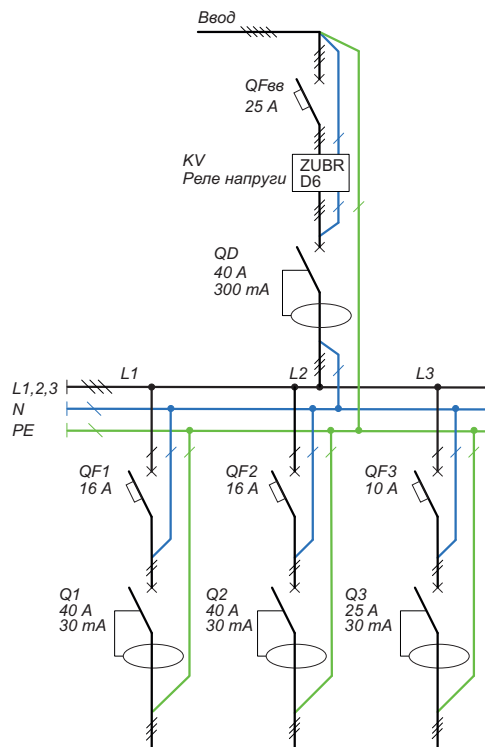 Ввод
QFвв
25 А
KV
Реле напруги
ZUBR
D6
QD
40 А
300 mA
L1
L2
L3
L1,2,3
N
PE
QF1
16 А
QF2
16 А
QF3
10 А
Q1
40 А
30 mA
Q2
40 А
30 mA
Q3
25 А
30 mA